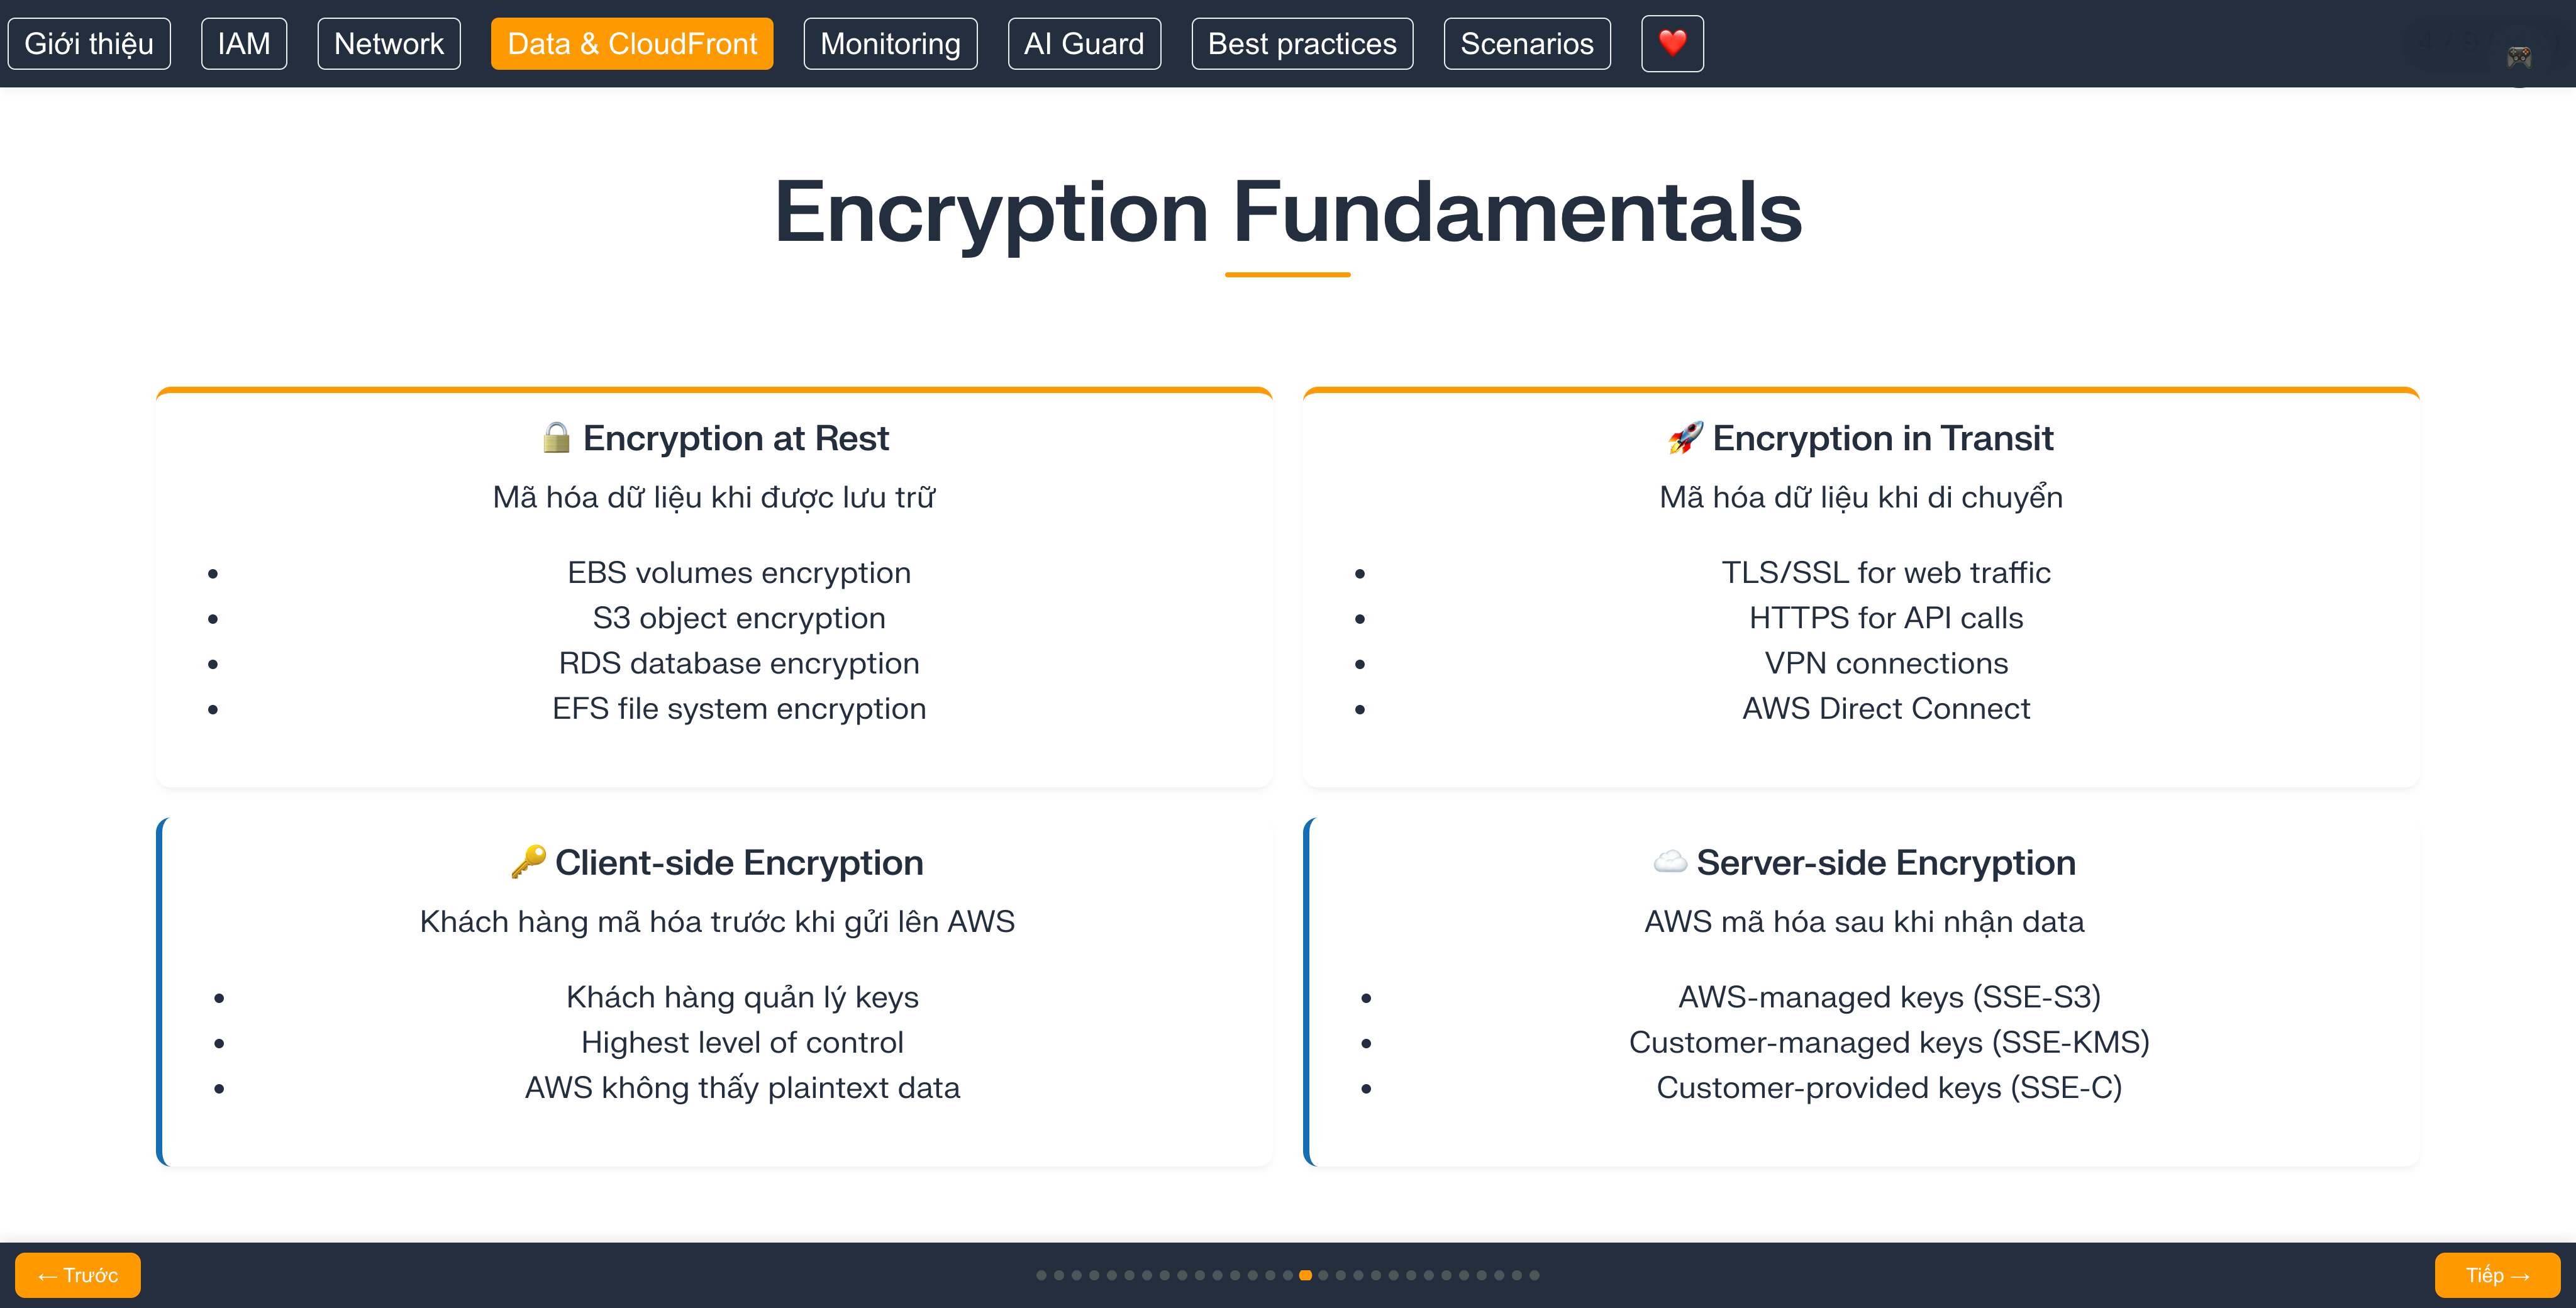 Giới thiệu
IAM
Network
Data & CloudFront
Monitoring
AI Guard
Best practices
Scenarios
Encryption Fundamentals
🔒 Encryption at Rest
Mã hóa dữ liệu khi được lưu trữ
• EBS volumes encryption
• S3 object encryption
• RDS database encryption
• EFS file system encryption
🚀 Encryption in Transit
Mã hóa dữ liệu khi di chuyển
• TLS/SSL for web traffic
• HTTPS for API calls
• VPN connections
• AWS Direct Connect
🔑 Client-side Encryption
Khách hàng mã hóa trước khi gửi lên AWS
• Khách hàng quản lý keys
• Highest level of control
• AWS không thấy plaintext data
☁️ Server-side Encryption
AWS mã hóa sau khi nhận data
• AWS-managed keys (SSE-S3)
• Customer-managed keys (SSE-KMS)
• Customer-provided keys (SSE-C)
← Trước
Tiếp →